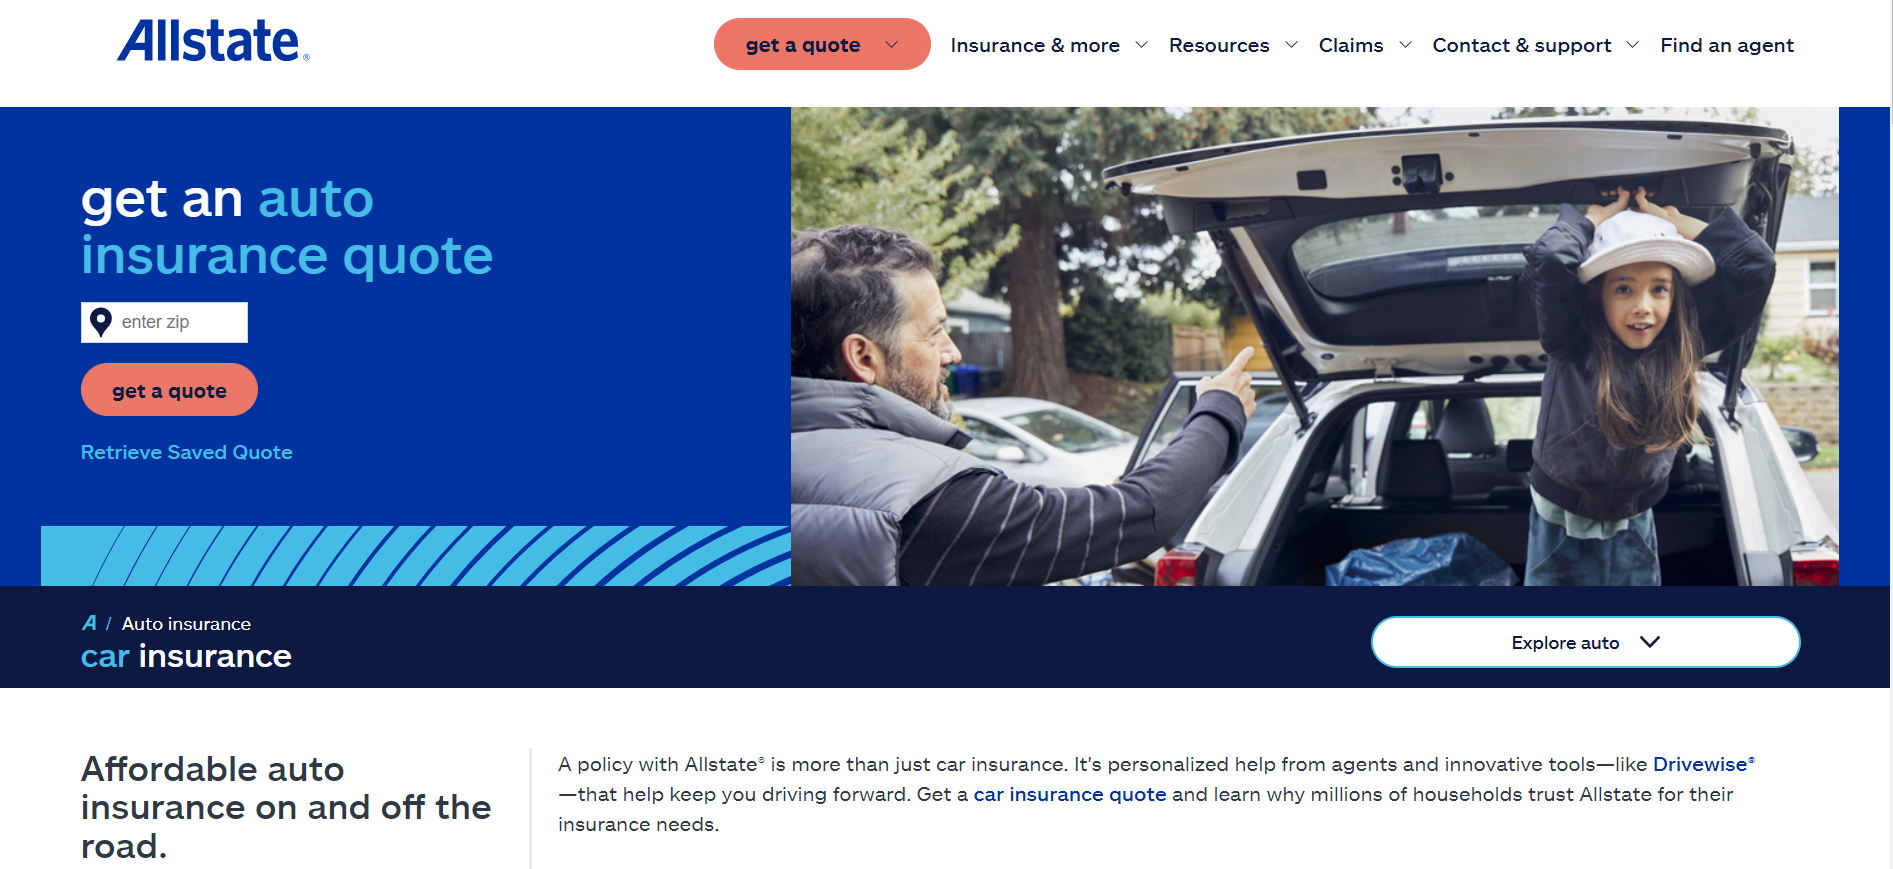 Allstate®
get a quote
Insurance & more
Resources
Claims
Contact & support
Find an agent
get an auto
insurance quote
enter zip
get a quote
Retrieve Saved Quote
A / Auto insurance
car insurance
Explore auto
Affordable auto
insurance on and off the
road.
A policy with Allstate® is more than just car insurance. It's personalized help from agents and innovative tools—like Drivewise®
—that help keep you driving forward. Get a car insurance quote and learn why millions of households trust Allstate for their
insurance needs.